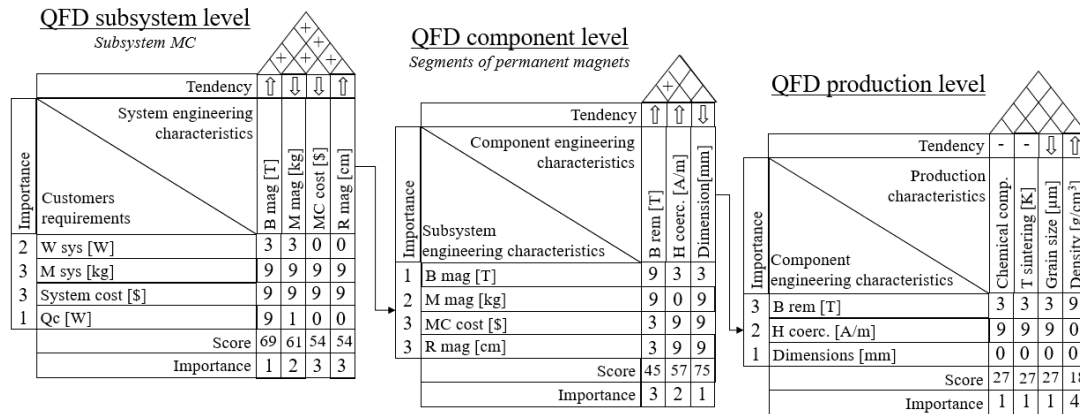 QFD subsystem level
Subsystem MC
+
+ +
+ + +
Tendency ⇧ ⇩ ⇩ ⇧
System engineering
characteristics
Importance
Customers
requirements
B mag [T]
M mag [kg]
MC cost [$]
R mag [cm]
2 W sys [W] 3 3 0 0
3 M sys [kg] 9 9 9 9
3 System cost [$] 9 9 9 9
1 Qc [W] 9 1 0 0
Score 69 61 54 54
Importance 1 2 3 3
QFD component level
Segments of permanent magnets
+
Tendency ⇧ ⇧ ⇩
Component engineering
characteristics
Importance
Subsystem
engineering characteristics
B rem [T]
H coerc. [A/m]
Dimension[mm]
1 B mag [T] 9 3 3
2 M mag [kg] 9 0 9
3 MC cost [$] 3 9 9
3 R mag [cm] 3 9 9
Score 45 57 75
Importance 3 2 1
QFD production level
Tendency - - ⇩ ⇧
Production
characteristics
Importance
Component
engineering characteristics
Chemical comp.
T sintering [K]
Grain size [µm]
Density [g/cm³]
3 B rem [T] 3 3 3 9
2 H coerc. [A/m] 9 9 9 0
1 Dimensions [mm] 0 0 0 0
Score 27 27 27 18
Importance 1 1 1 4